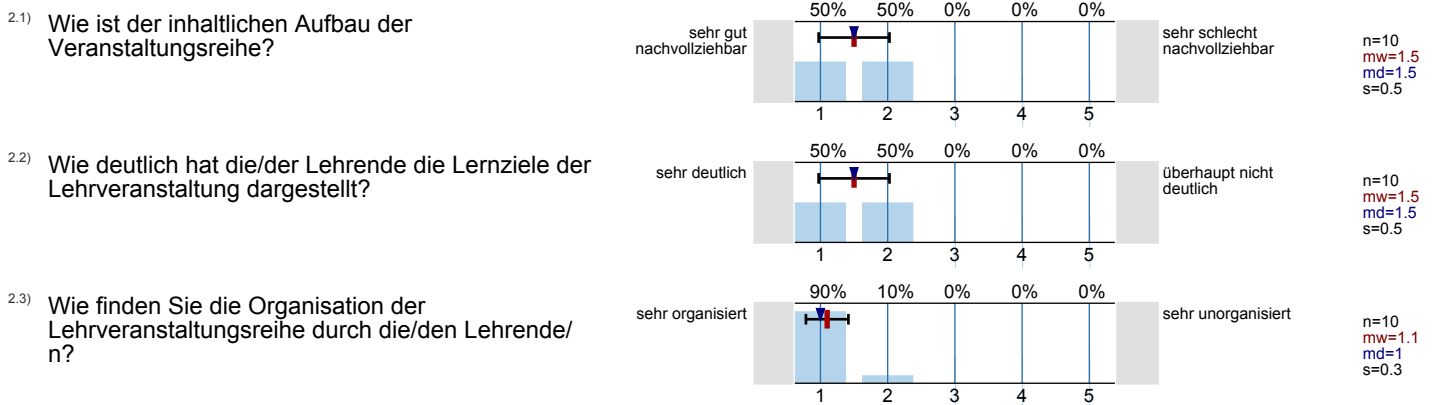 2.1) Wie ist der inhaltlichen Aufbau der
Veranstaltungsreihe?
50% 50% 0% 0% 0%
sehr gut
nachvollziehbar
sehr schlecht
nachvollziehbar
n=10
mw=1.5
md=1.5
s=0.5
1 2 3 4 5
2.2) Wie deutlich hat die/der Lehrende die Lernziele der
Lehrveranstaltung dargestellt?
50% 50% 0% 0% 0%
sehr deutlich
überhaupt nicht
deutlich
n=10
mw=1.5
md=1.5
s=0.5
1 2 3 4 5
2.3) Wie finden Sie die Organisation der
Lehrveranstaltungsreihe durch die/den Lehrende/
n?
90% 10% 0% 0% 0%
sehr organisiert
sehr unorganisiert
n=10
mw=1.1
md=1
s=0.3
1 2 3 4 5